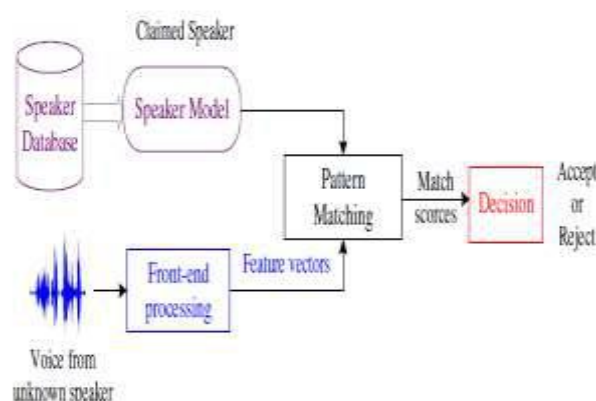 Claimed Speaker
Speaker
Database
Speaker Model
Pattern
Matching
Match
scorces
Decision
Accept
or
Reject
Front-end
processing
Feature vectors
Voice from
unknown speaker